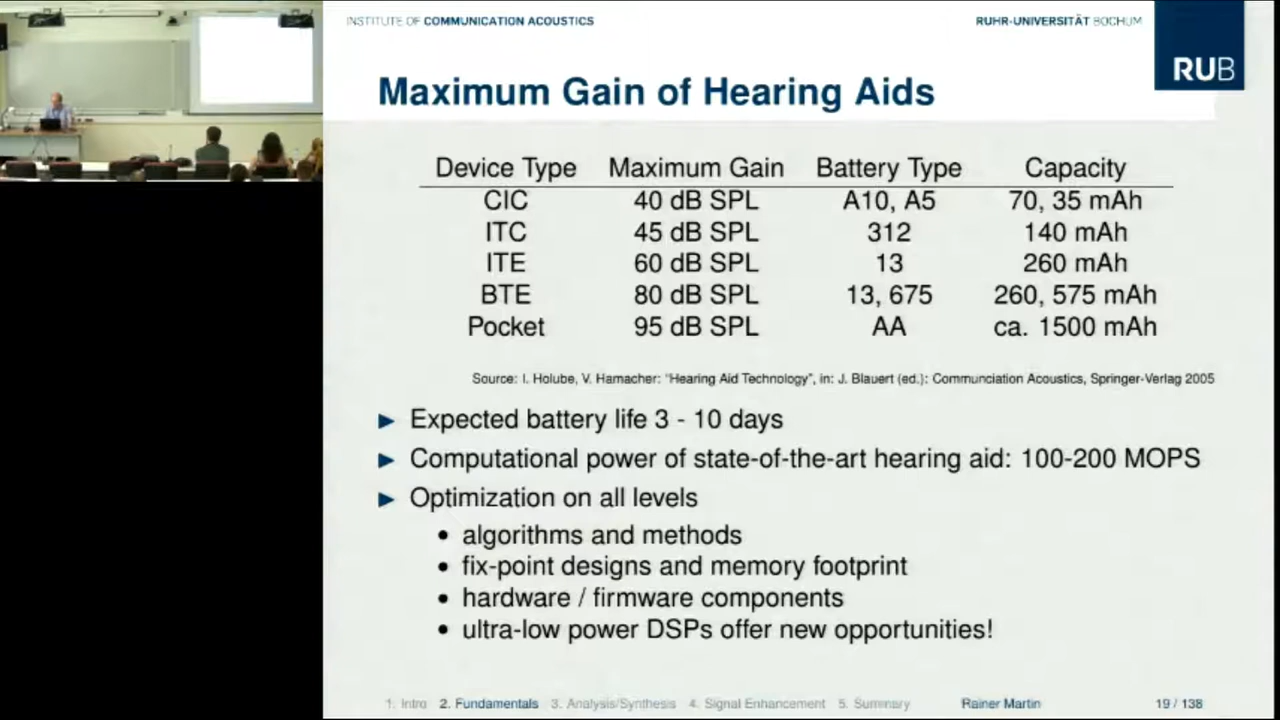 INSTITUTE OF COMMUNICATION ACOUSTICS
RUHR-UNIVERSITÄT BOCHUM
RUB
Maximum Gain of Hearing Aids
Device Type Maximum Gain Battery Type Capacity
CIC 40 dB SPL A10, A5 70, 35 mAh
ITC 45 dB SPL 312 140 mAh
ITE 60 dB SPL 13 260 mAh
BTE 80 dB SPL 13, 675 260, 575 mAh
Pocket 95 dB SPL AA ca. 1500 mAh
Source: I. Holube, V. Hamacher: "Hearing Aid Technology", in: J. Blauert (ed.): Communciation Acoustics, Springer-Verlag 2005
► Expected battery life 3 - 10 days
► Computational power of state-of-the-art hearing aid: 100-200 MOPS
► Optimization on all levels
• algorithms and methods
• fix-point designs and memory footprint
• hardware / firmware components
• ultra-low power DSPs offer new opportunities!
1. Intro 2. Fundamentals 3. Analysis/Synthesis 4. Signal Enhancement 5. Summary Rainer Martin 19 / 138